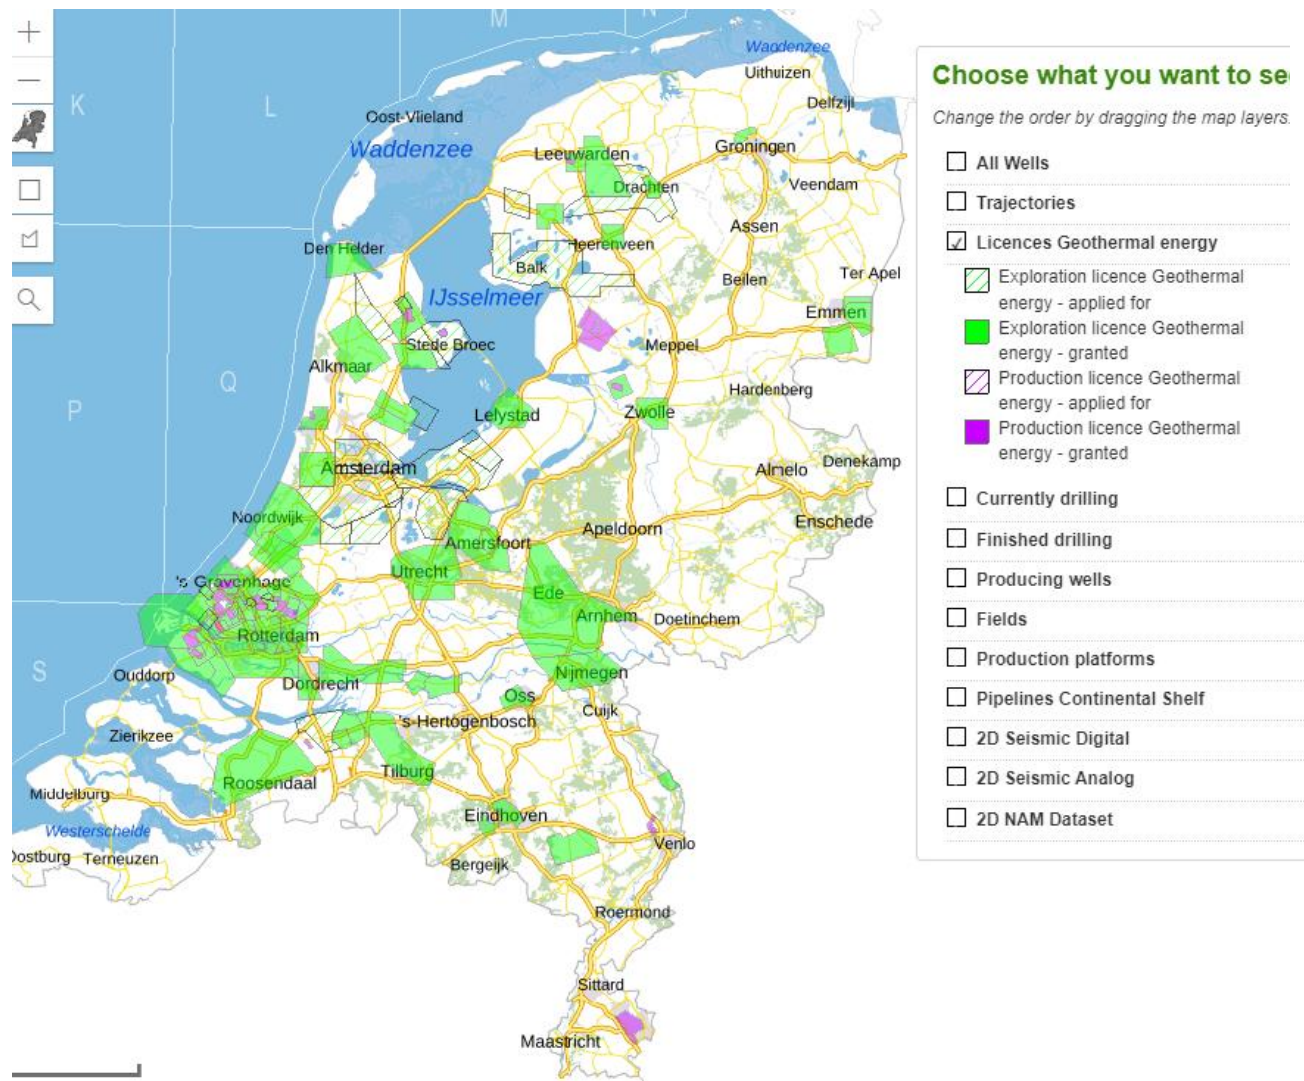 M
N
Waddenzee
Uithuizen
K
L
Delfzijl
Oost-Vlieland
Waddenzee
Leeuwarden
Groningen
Drachten
Veendam
Assen
Den Helder
Heerenveen
Balk
Beilen
Ter Apel
IJsselmeer
Emmen
Stede Broec
Meppel
Alkmaar
Q
Hardenberg
P
Lelystad
Zwolle
Amsterdam
Almelo
Denekamp
Noordwijk
Apeldoorn
Enschede
Amersfoort
Utrecht
's Gravenhage
Ede
Arnhem
Doetinchem
Rotterdam
S
Ouddorp
Dordrecht
Nijmegen
Oss
Cuijk
Zierikzee
's-Hertogenbosch
Roosendaal
Tilburg
Middelburg
Eindhoven
Westerschelde
Venlo
Oostburg
Terneuzen
Bergeijk
Roermond
Sittard
Maastricht
Choose what you want to se
Change the order by dragging the map layers.
All Wells
Trajectories
Licences Geothermal energy
Exploration licence Geothermal
energy - applied for
Exploration licence Geothermal
energy - granted
Production licence Geothermal
energy - applied for
Production licence Geothermal
energy - granted
Currently drilling
Finished drilling
Producing wells
Fields
Production platforms
Pipelines Continental Shelf
2D Seismic Digital
2D Seismic Analog
2D NAM Dataset